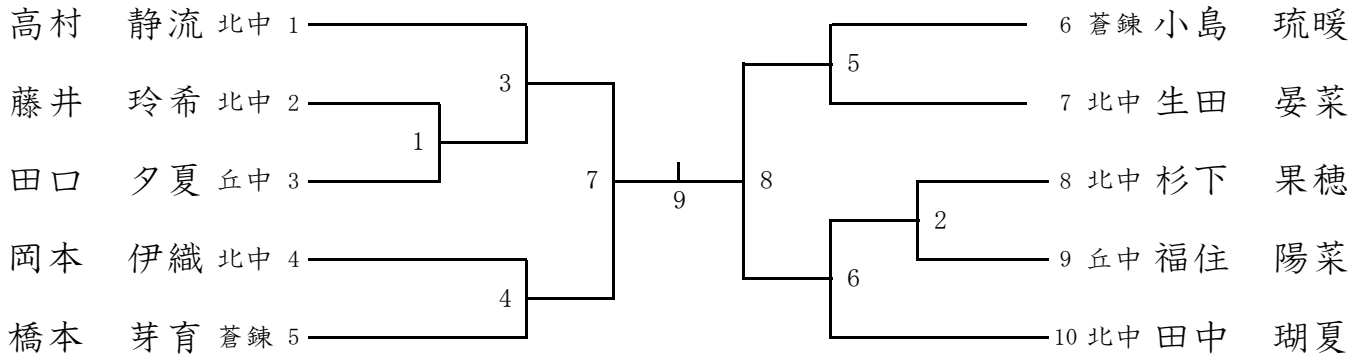 高村 静流 北中 1
藤井 玲希 北中 2
田口 夕夏 丘中 3
岡本 伊織 北中 4
橋本 芽育 蒼錬 5
3
1
7
4
9
6 蒼錬 小島 琉暖
7 北中 生田 晏菜
8 北中 杉下 果穂
9 丘中 福住 陽菜
10 北中 田中 瑚夏
5
8
2
6